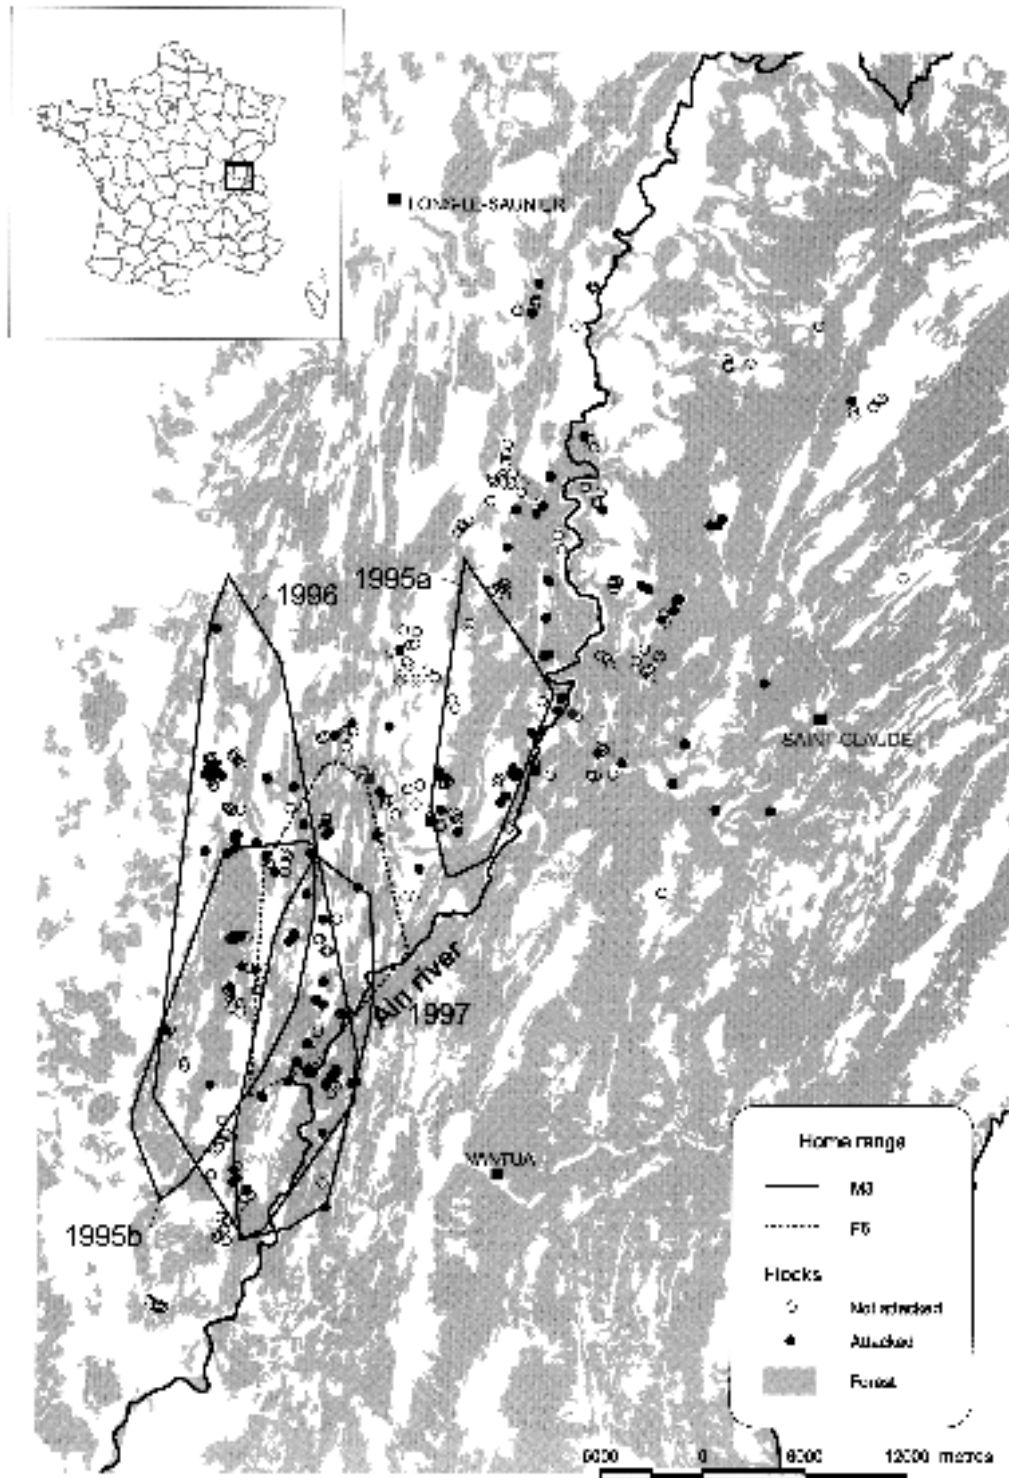 LONS-LE-SAUNIER
1995a
1996
SAINT-CLAUDE
Ain river
1997
NANTUA
1995b
Home range
M3
Flocks
Not attacked
Attacked
Forest
6000 0 6000 12000 metres